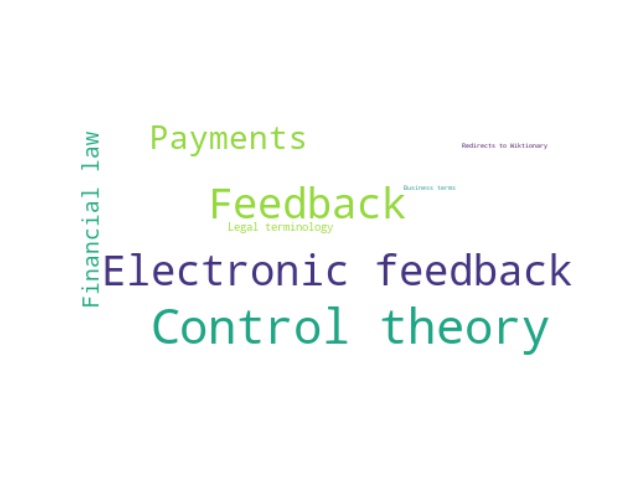 Payments
Redirects to Wiktionary
Financial law
Business terms
Feedback
Legal terminology
Electronic feedback
Control theory